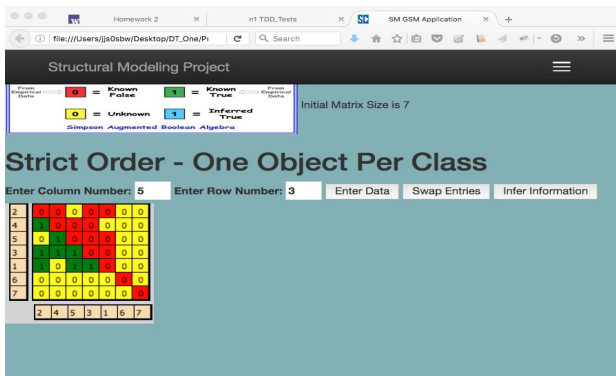 Homework 2
n1 TDD_Tests
SM GSM Application
file:///Users/jjs0sbw/Desktop/DT_One/Pr
Search
Structural Modeling Project
From Empirical Data
0 = Known False
1 = Known True
From Empirical Data
0 = Unknown
1 = Inferred True
Simpson Augmented Boolean Algebra
Initial Matrix Size is 7
Strict Order - One Object Per Class
Enter Column Number: 5 Enter Row Number: 3 Enter Data Swap Entries Infer Information
2 0 0 0 0 0 0 0
4 1 0 0 0 0 0 0
5 0 1 0 0 0 0 0
3 1 1 1 0 0 0 0
1 1 0 1 1 0 0 0
6 0 0 0 0 0 0 0
7 0 0 0 0 0 0 0
2 4 5 3 1 6 7